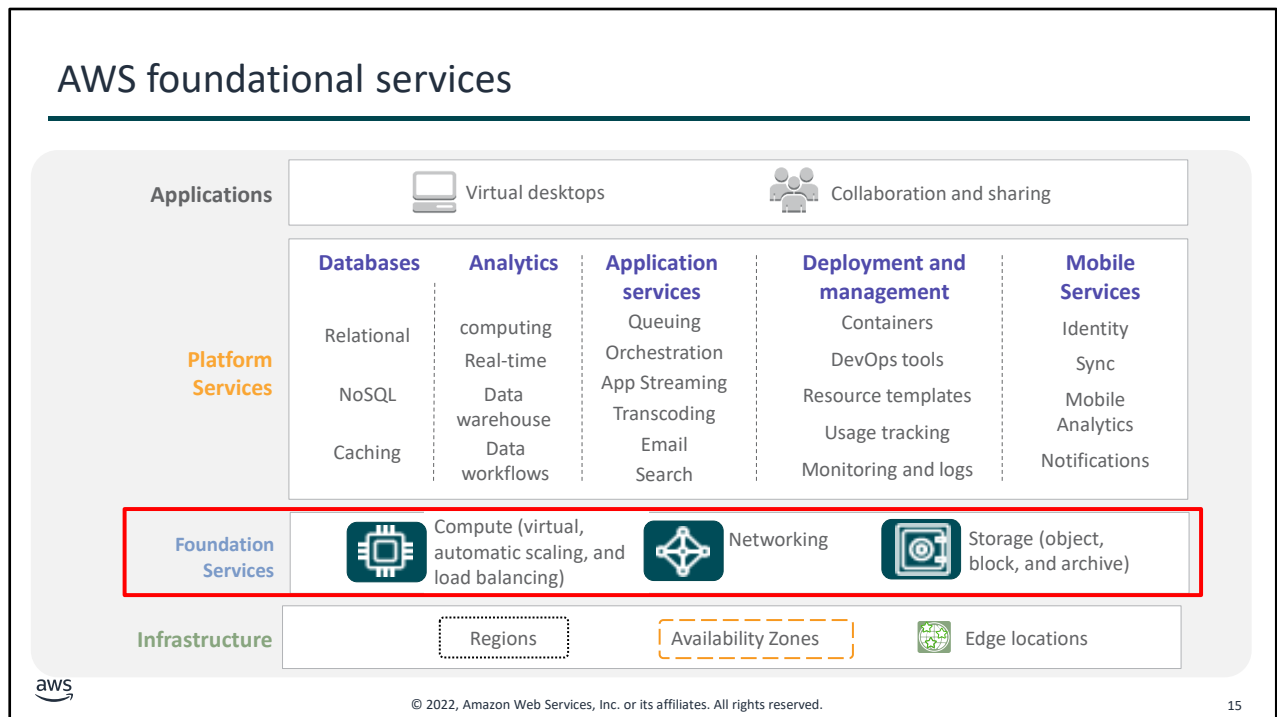 AWS foundational services
Applications
Virtual desktops
Collaboration and sharing
Platform
Services
Databases
Relational
NoSQL
Caching
Analytics
computing
Real-time
Data
warehouse
Data
workflows
Application
services
Queuing
Orchestration
App Streaming
Transcoding
Email
Search
Deployment and
management
Containers
DevOps tools
Resource templates
Usage tracking
Monitoring and logs
Mobile
Services
Identity
Sync
Mobile
Analytics
Notifications
Foundation
Services
Compute (virtual,
automatic scaling, and
load balancing)
Networking
Storage (object,
block, and archive)
Infrastructure
Regions
Availability Zones
Edge locations
aws
© 2022, Amazon Web Services, Inc. or its affiliates. All rights reserved.
15